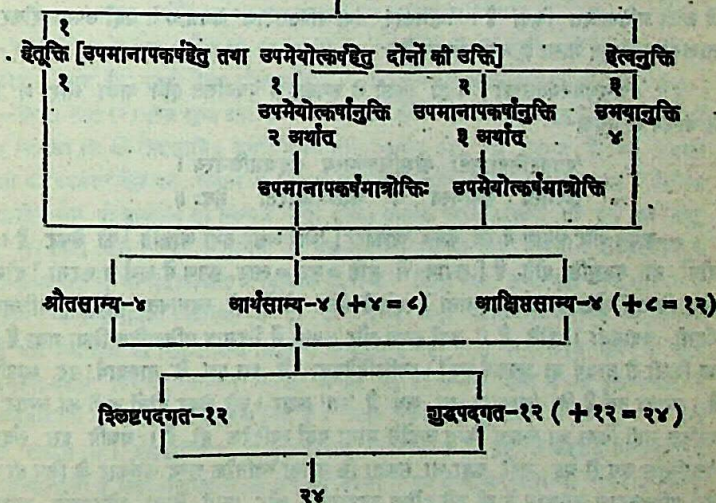 १
हेतूक्ति [उपमानापकर्षहेतु तथा उपमेयोत्कर्षहेतु दोनों की उक्ति] हेत्वनुक्ति
१ १ २ ३
उपमेयोत्कर्षानुक्ति उपमानापकर्षानुक्ति उभयानुक्ति
२ अर्थात् ३ अर्थात् ४
उपमानापकर्षमात्रोक्तिः उपमेयोत्कर्षमात्रोक्ति
श्रौतसाम्य-४ आर्थसाम्य-४ (+४=८) आक्षिप्तसाम्य-४ (+८=१२)
श्लिष्टपदगत-१२ शुद्धपदगत-१२ (+१२=२४)
२४